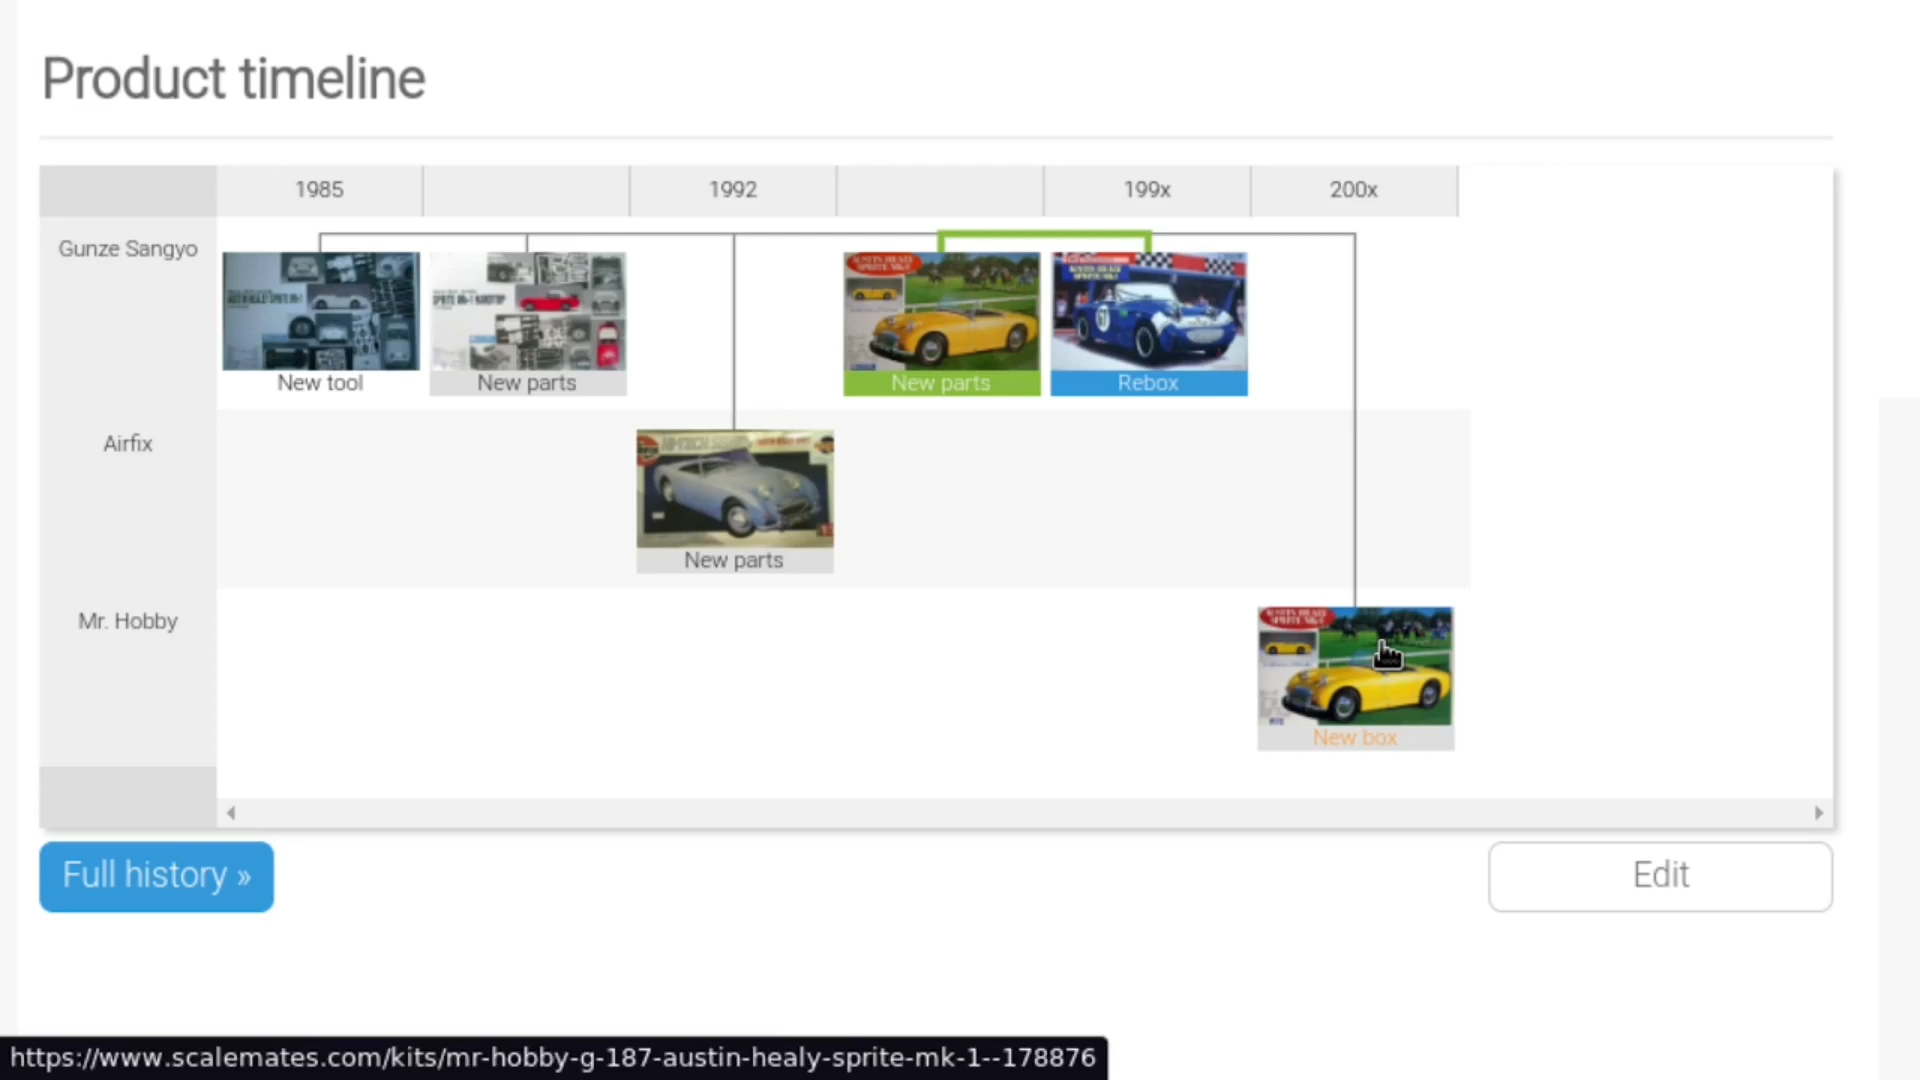 Product timeline
1985
1992
199x
200x
Gunze Sangyo
New tool
New parts
New parts
Rebox
Airfix
New parts
Mr. Hobby
New box
Full history »
Edit
https://www.scalemates.com/kits/mr-hobby-g-187-austin-healy-sprite-mk-1--178876